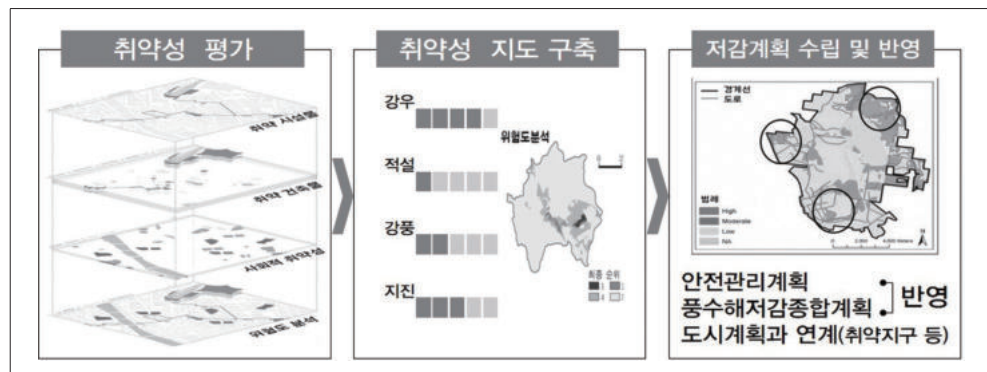 취약성 평가
취약 시설물
취약 건축물
사회적 취약성
위험도 분석
취약성 지도 구축
강우
적설
강풍
지진
위험도분석
최종 순위
저감계획 수립 및 반영
경계선
도로
범례
High
Moderate
Low
NA
N
안전관리계획
풍수해저감종합계획
반영
도시계획과 연계(취약지구 등)